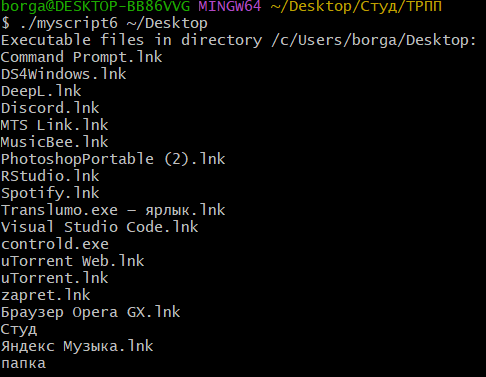 borga@DESKTOP-BB86VVG MINGW64 ~/Desktop/Студ/ТРПП
$ ./myscript6 ~/Desktop
Executable files in directory /c/Users/borga/Desktop:
Command Prompt.lnk
DS4Windows.lnk
DeepL.lnk
Discord.lnk
MTS Link.lnk
MusicBee.lnk
PhotoshopPortable (2).lnk
RStudio.lnk
Spotify.lnk
Translumo.exe — ярлык.lnk
Visual Studio Code.lnk
controld.exe
uTorrent Web.lnk
uTorrent.lnk
zapret.lnk
Браузер Opera GX.lnk
Студ
Яндекс Музыка.lnk
папка